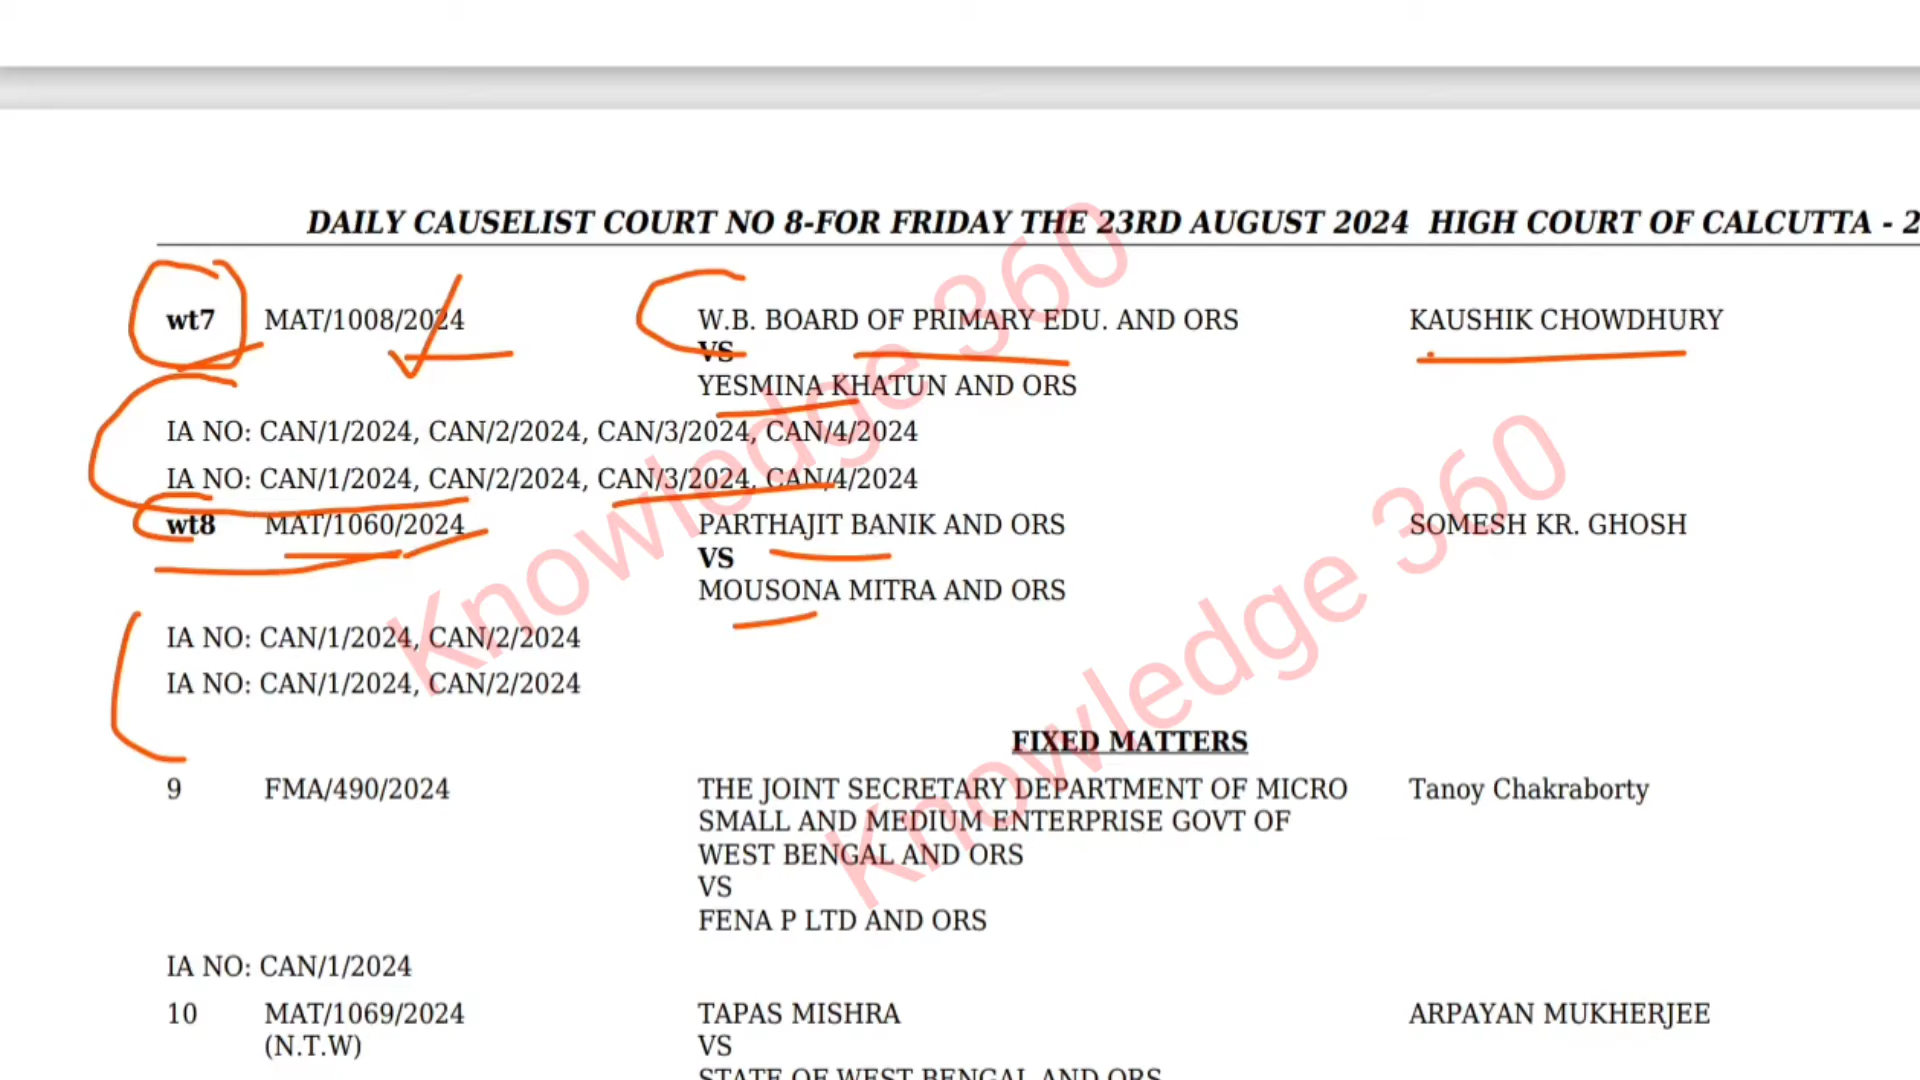 DAILY CAUSELIST COURT NO 8-FOR FRIDAY THE 23RD AUGUST 2024 HIGH COURT OF CALCUTTA - 2
wt7 MAT/1008/2024 W.B. BOARD OF PRIMARY EDU. AND ORS KAUSHIK CHOWDHURY
VS
YESMINA KHATUN AND ORS
IA NO: CAN/1/2024, CAN/2/2024, CAN/3/2024, CAN/4/2024
IA NO: CAN/1/2024, CAN/2/2024, CAN/3/2024, CAN/4/2024
wt8 MAT/1060/2024 PARTHAJIT BANIK AND ORS SOMESH KR. GHOSH
VS
MOUSONA MITRA AND ORS
IA NO: CAN/1/2024, CAN/2/2024
IA NO: CAN/1/2024, CAN/2/2024
FIXED MATTERS
9 FMA/490/2024 THE JOINT SECRETARY DEPARTMENT OF MICRO Tanoy Chakraborty
SMALL AND MEDIUM ENTERPRISE GOVT OF
WEST BENGAL AND ORS
VS
FENA P LTD AND ORS
IA NO: CAN/1/2024
10 MAT/1069/2024 TAPAS MISHRA ARPAYAN MUKHERJEE
(N.T.W) VS
STATE OF WEST BENGAL AND ORS
Knowledge 360
Knowledge 360